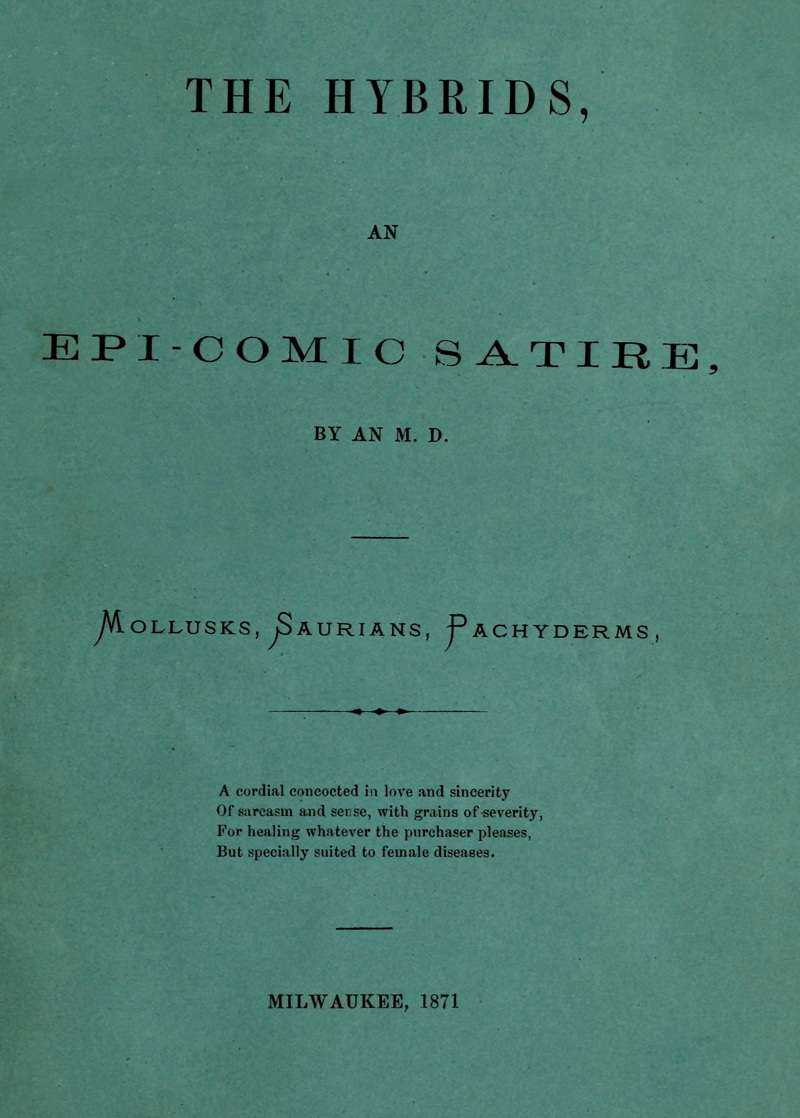 THE HYBRIDS,
AN
EPI-COMIC SATIRE,
BY AN M. D.
MOLLUSKS, SAURIANS, PACHYDERMS,
A cordial concocted in love and sincerity
Of sarcasm and sense, with grains of severity,
For healing whatever the purchaser pleases,
But specially suited to female diseases.
MILWAUKEE, 1871